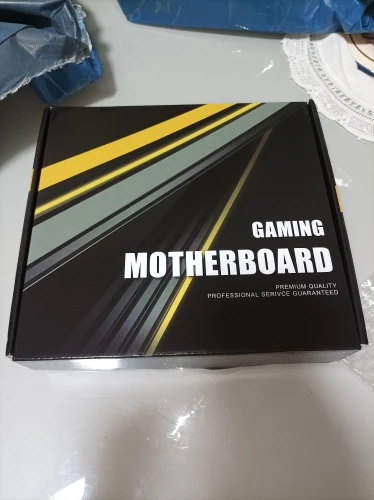 GAMING
MOTHERBOARD
PREMIUM QUALITY
PROFESSIONAL SERIVCE GUARANTEED